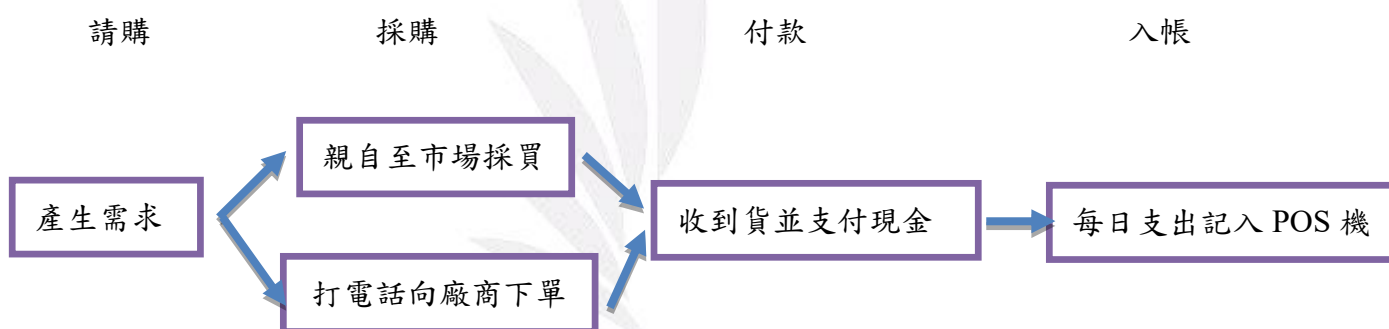 請購 採購 付款 入帳
親自至市場採買
產生需求
收到貨並支付現金
每日支出記入 POS 機
打電話向廠商下單